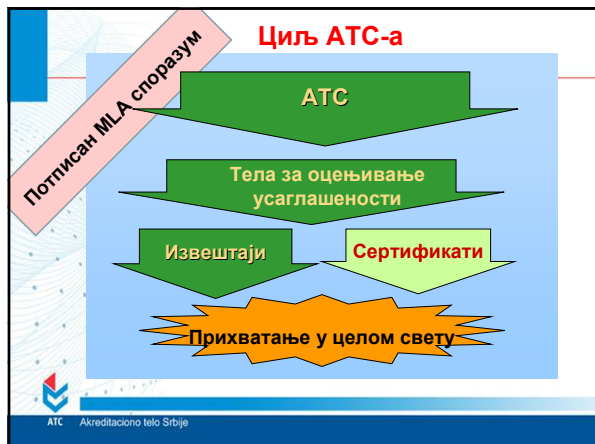 Циљ АТС-а
Потписан MLA споразум
АТС
Тела за оцењивање
усаглашености
Извештаји
Сертификати
Прихватање у целом свету
ATC Akreditaciono telo Srbije